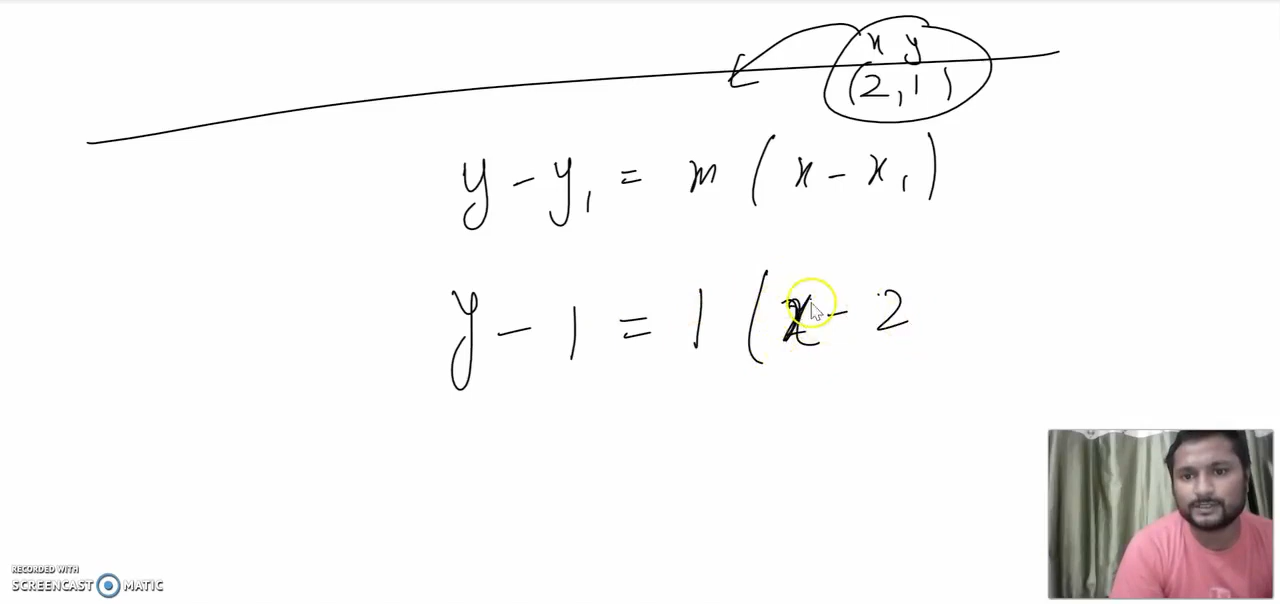 x y
(2,1)
y - y₁ = m (x - x₁)
y - 1 = 1 (x - 2
RECORDED WITH
SCREENCAST MATIC